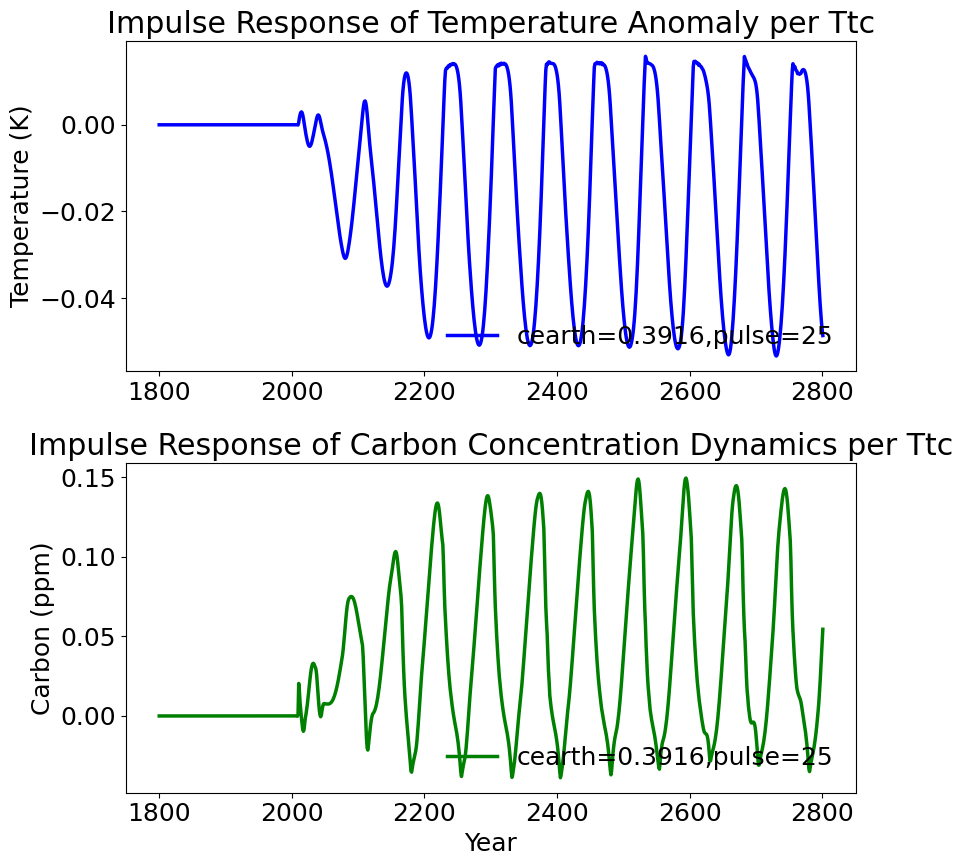 Impulse Response of Temperature Anomaly per Ttc
Temperature (K)
0.00
−0.02
−0.04
cearth=0.3916,pulse=25
1800 2000 2200 2400 2600 2800
Impulse Response of Carbon Concentration Dynamics per Ttc
Carbon (ppm)
0.15
0.10
0.05
0.00
cearth=0.3916,pulse=25
1800 2000 2200 2400 2600 2800
Year